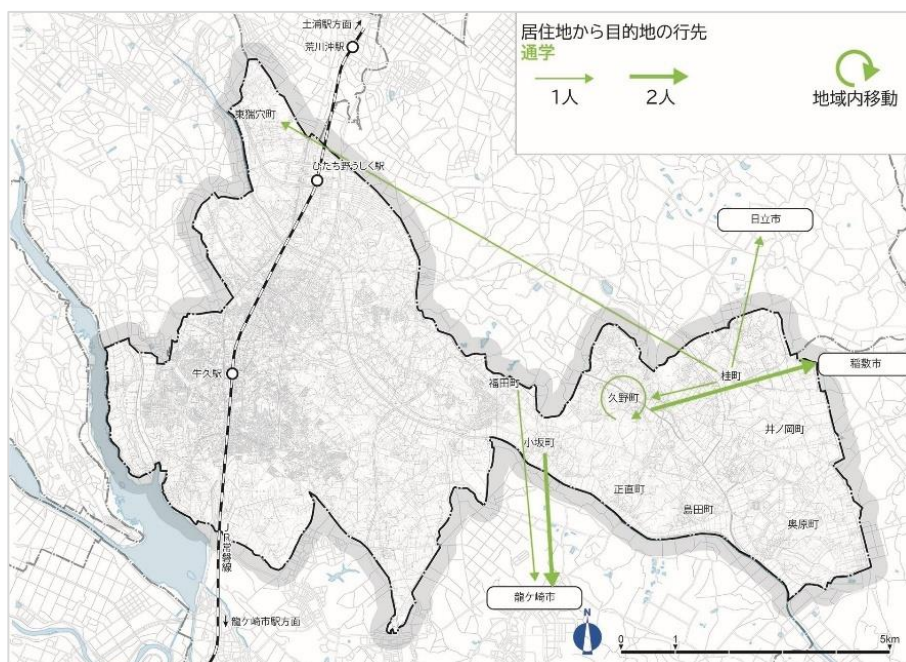 土浦駅方面
荒川沖駅
居住地から目的地の行先
通学
1人
2人
地域内移動
東猯穴町
ひたち野うしく駅
日立市
稲敷市
桂町
牛久駅
福田町
久野町
井ノ岡町
小坂町
正直町
島田町
奥原町
JR常磐線
龍ケ崎市
龍ケ崎市駅方面
N
0 1 5km